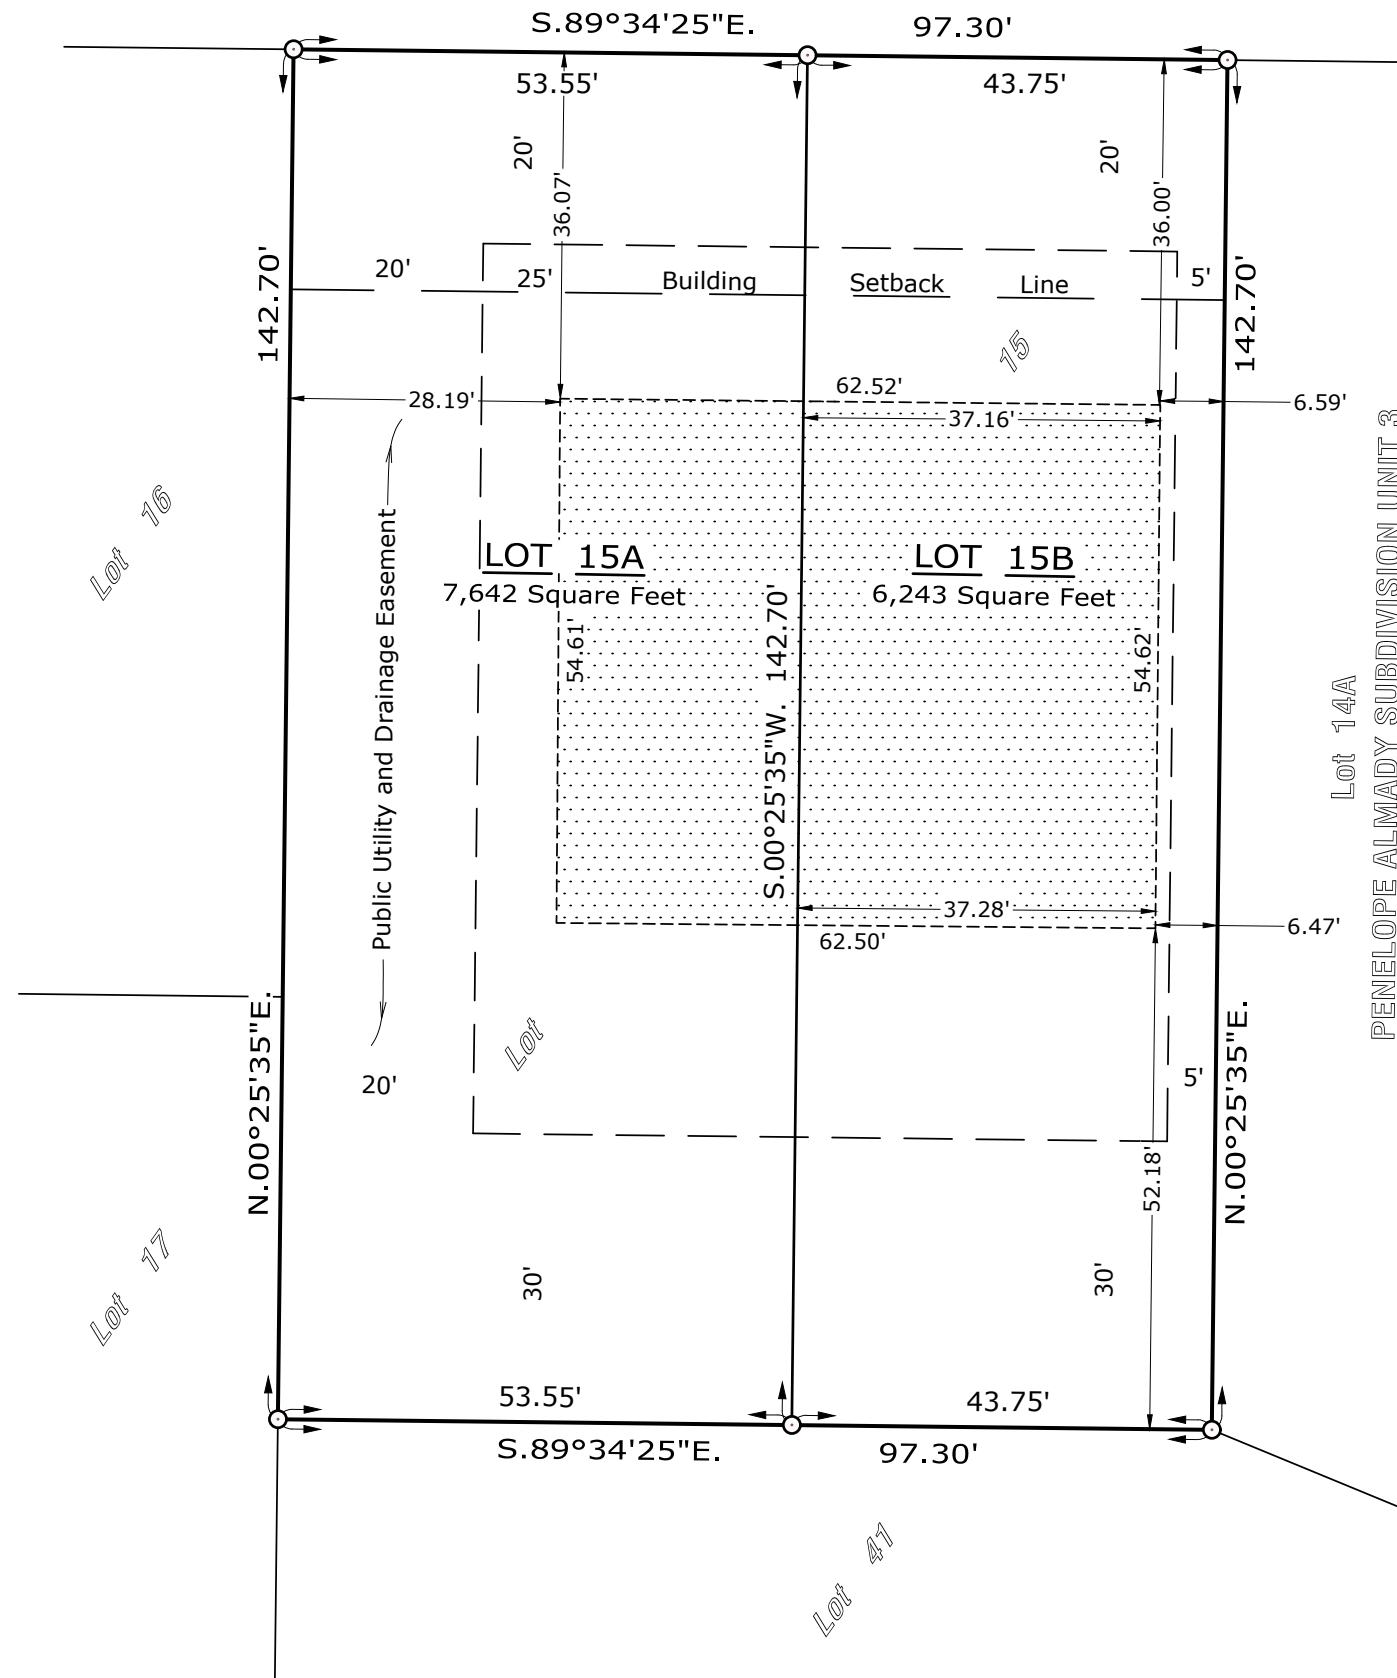 S.89°34'25"E. 97.30'
53.55' 43.75'
20' 20'
36.07' 36.00'
142.70' 142.70'
20' 25' Building Setback Line 5'
15
28.19' 62.52' 6.59'
37.16'
Lot 16
Public Utility and Drainage Easement
LOT 15A
7,642 Square Feet
LOT 15B
6,243 Square Feet
54.61' 54.62'
S.00°25'35"W. 142.70'
Lot 14A
PENELOPE ALMADY SUBDIVISION UNIT 3
37.28'
62.50' 6.47'
Lot
20' 5'
N.00°25'35"E. N.00°25'35"E.
52.18'
Lot 17
30' 30'
53.55' 43.75'
S.89°34'25"E. 97.30'
Lot 41